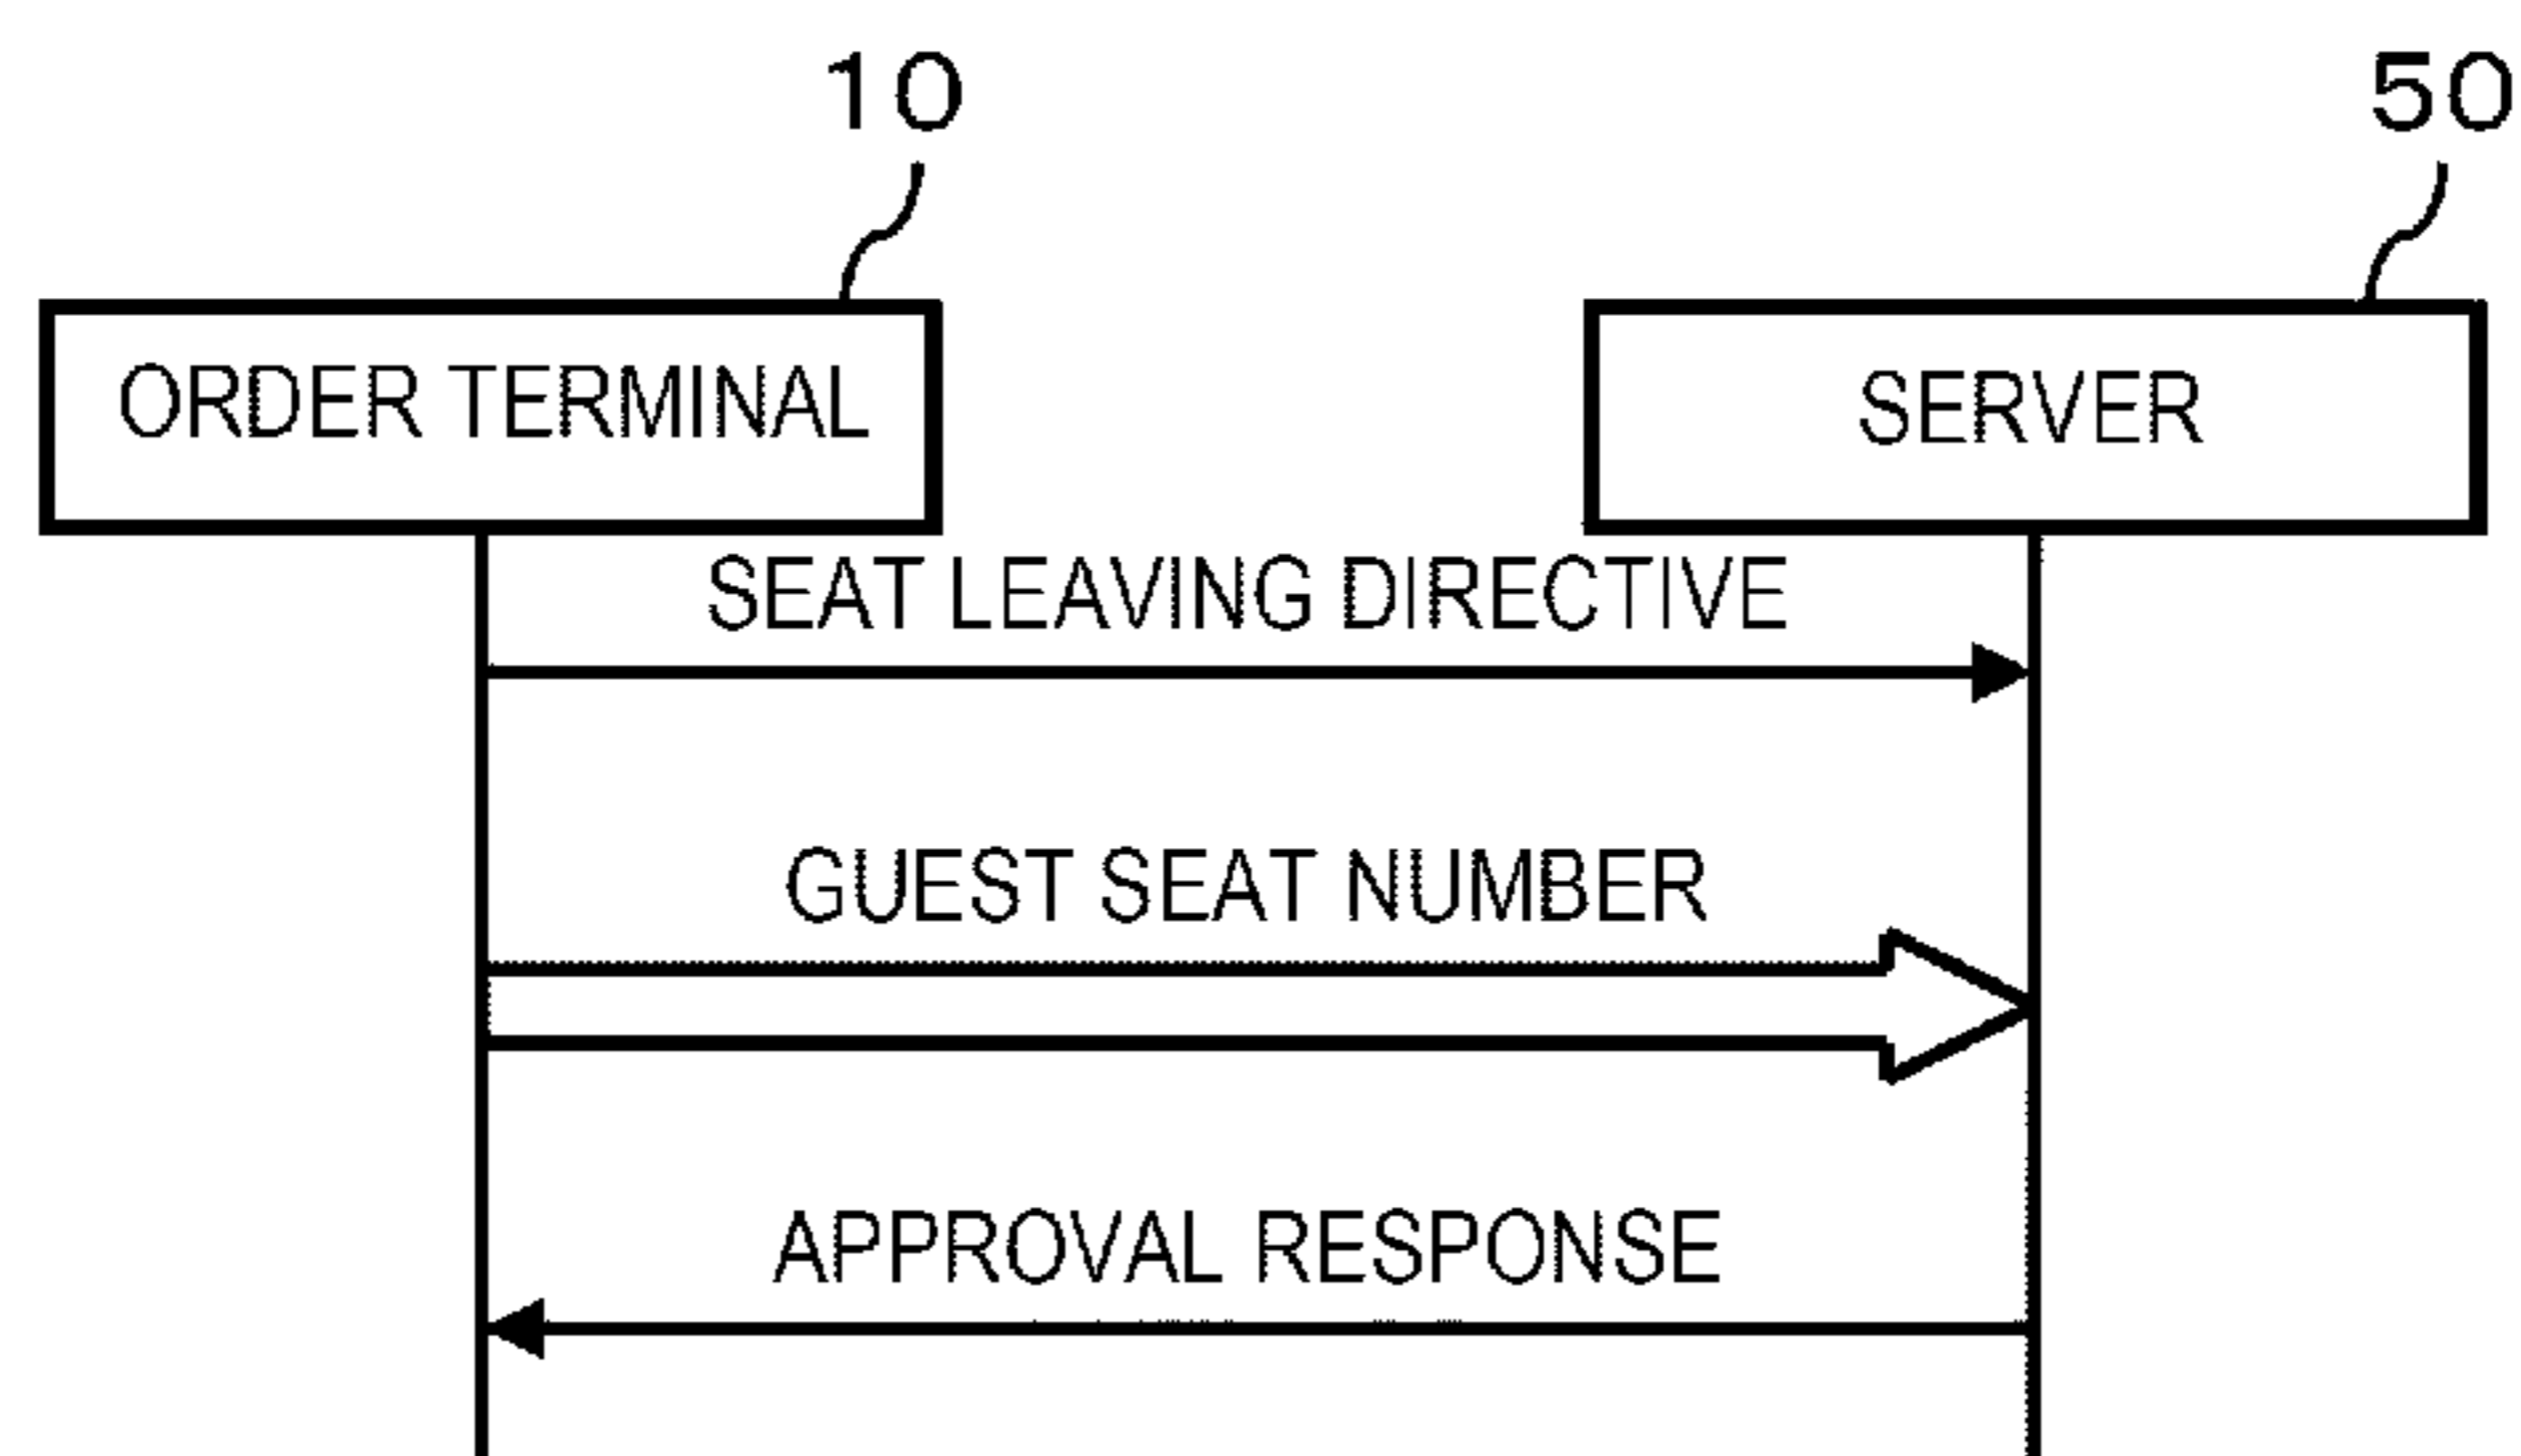 10
50
ORDER TERMINAL
SERVER
SEAT LEAVING DIRECTIVE
GUEST SEAT NUMBER
APPROVAL RESPONSE